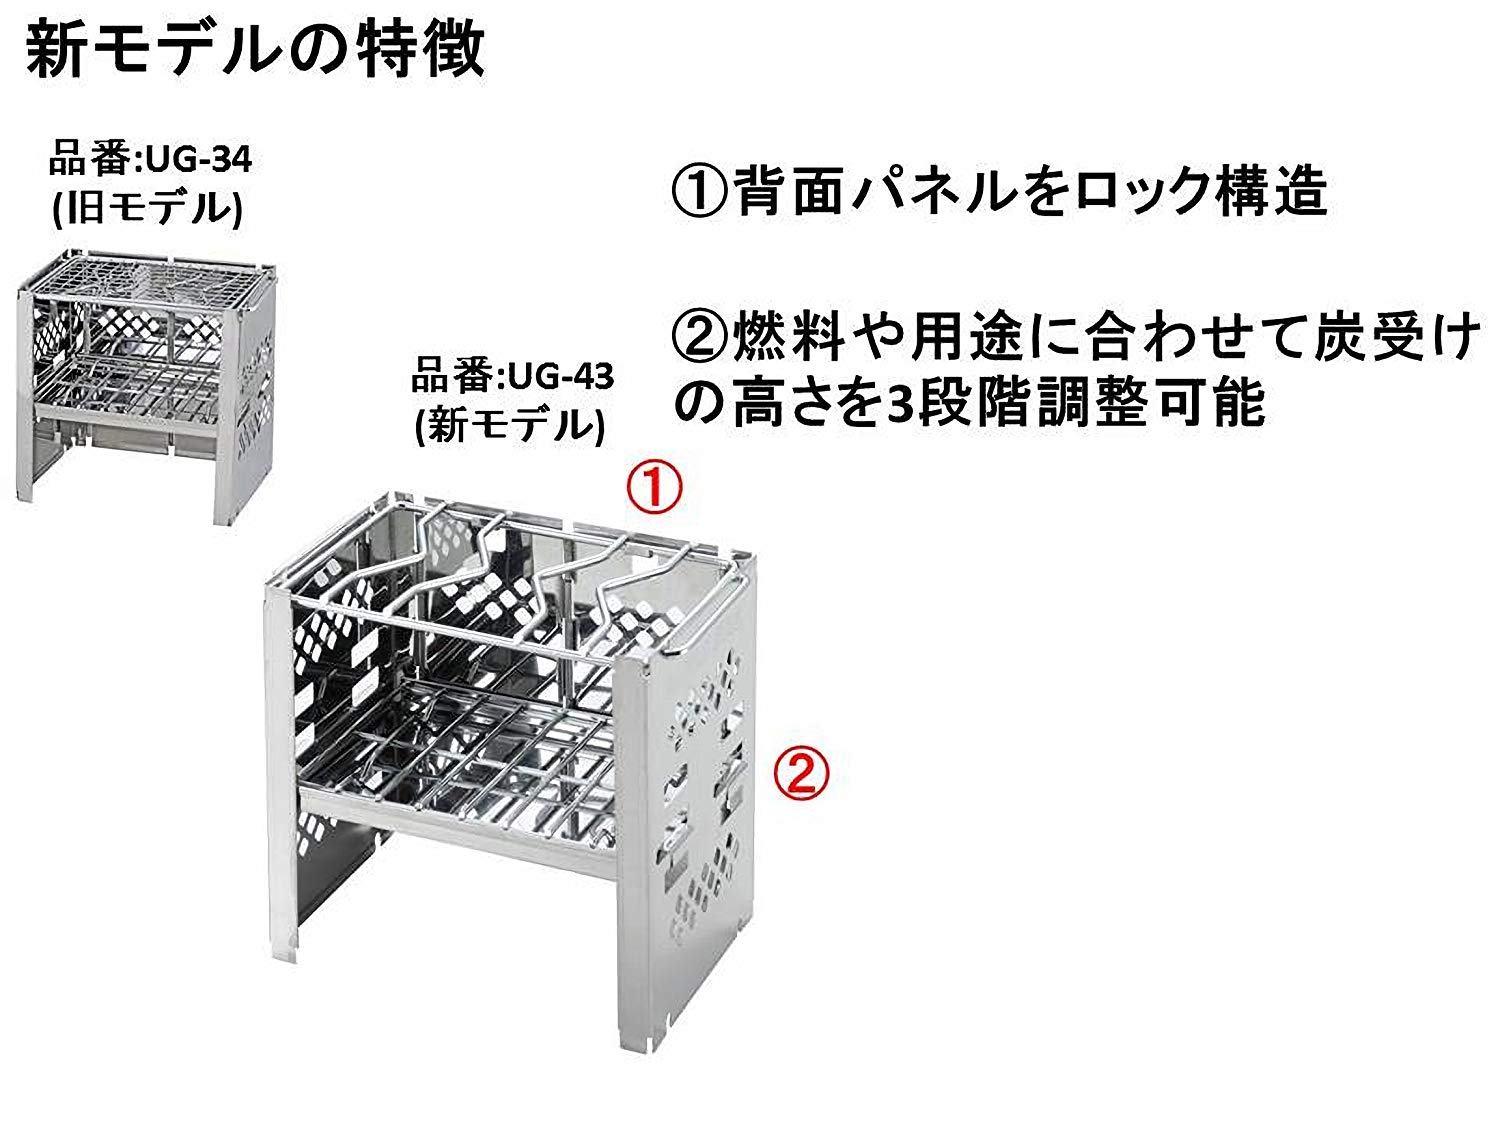 新モデルの特徴
品番:UG-34
(旧モデル)
①背面パネルをロック構造
②燃料や用途に合わせて炭受け
の高さを3段階調整可能
品番:UG-43
(新モデル)
①
②